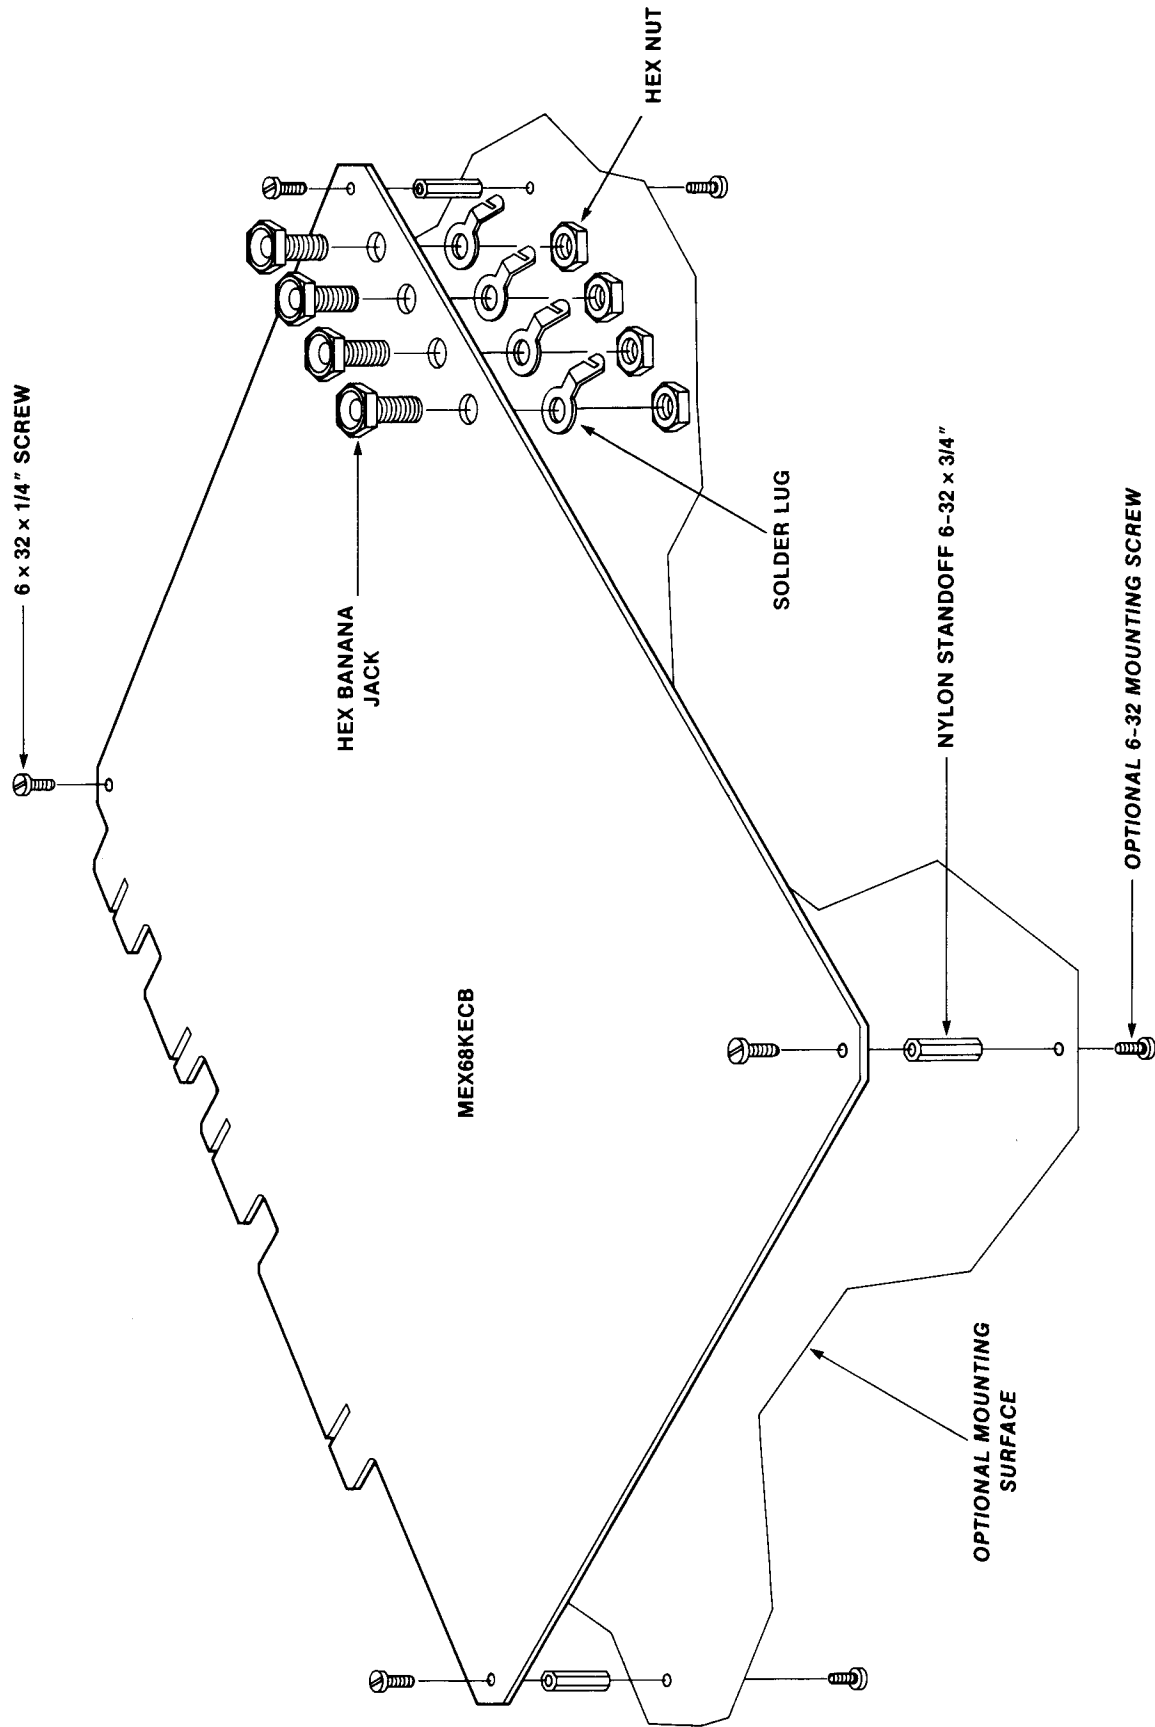 6 x 32 x 1/4" SCREW
HEX BANANA
JACK
HEX NUT
SOLDER LUG
MEX68KECB
NYLON STANDOFF 6-32 x 3/4"
OPTIONAL 6-32 MOUNTING SCREW
OPTIONAL MOUNTING
SURFACE